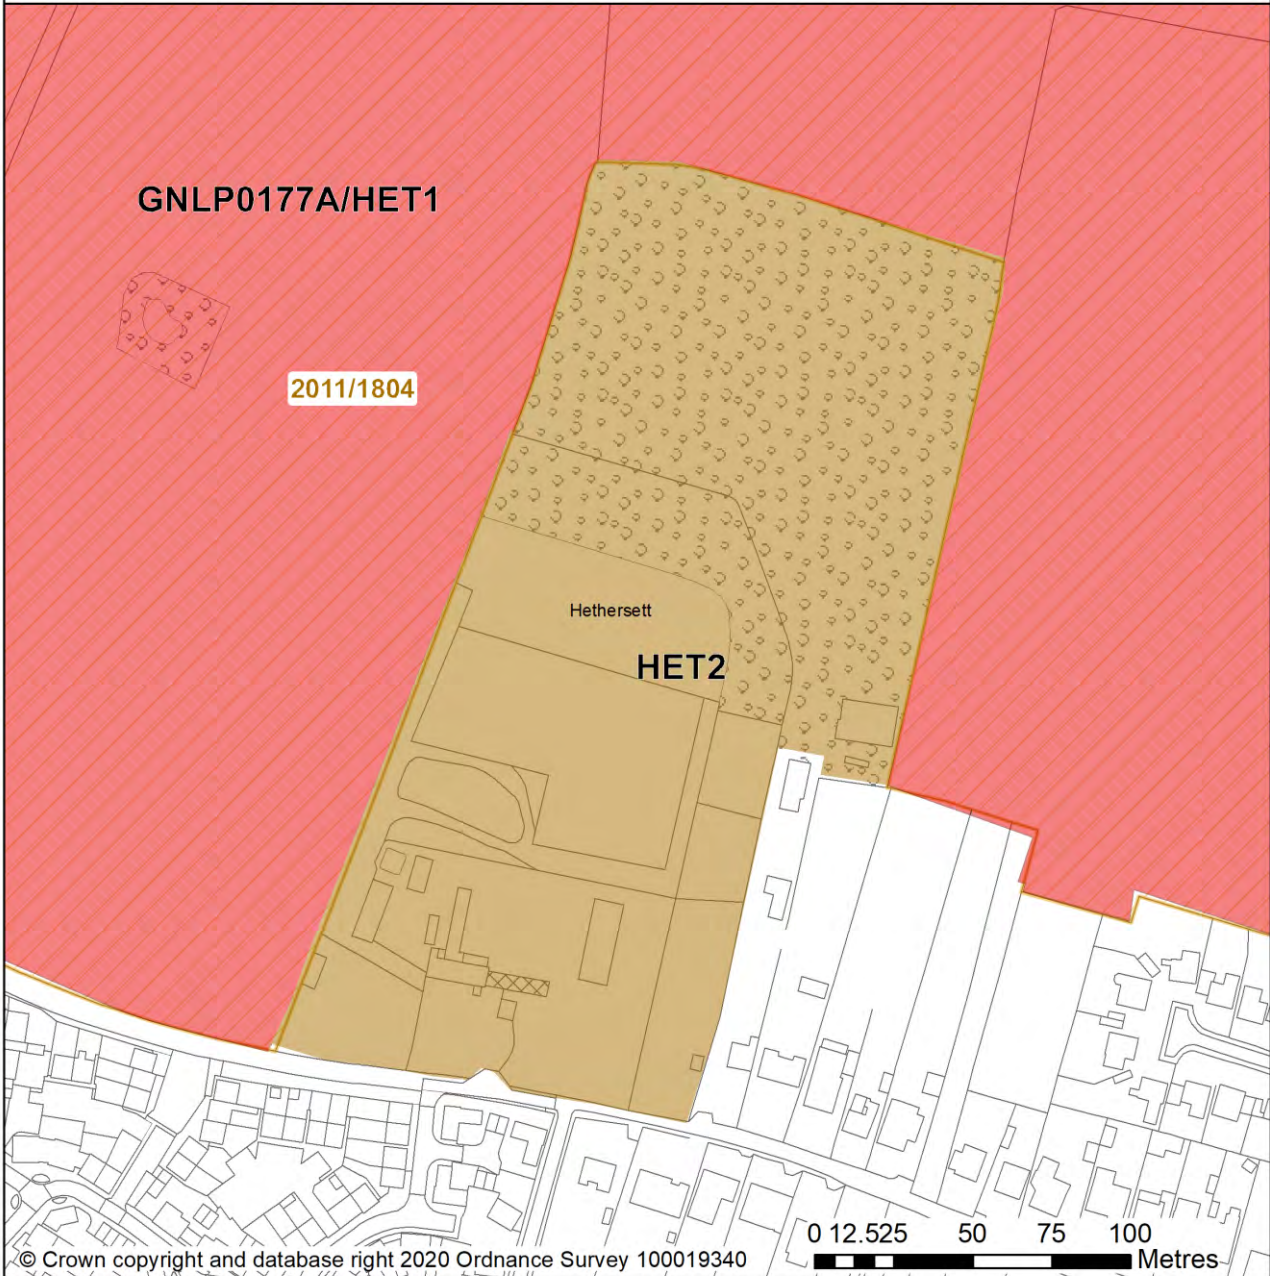 GNLP0177A/HET1
2011/1804
Hethersett
HET2
0 12.525 50 75 100
Metres
© Crown copyright and database right 2020 Ordnance Survey 100019340